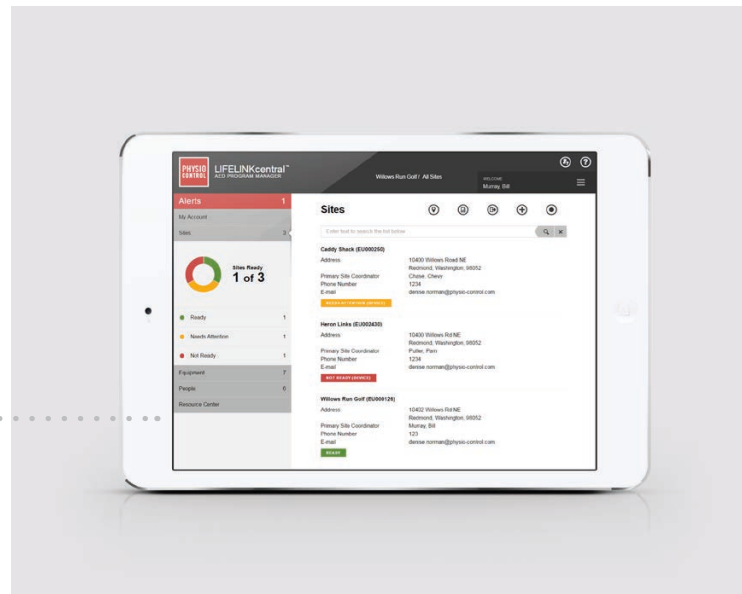 PHYSIO
CONTROL
LIFELINKcentral™
AED PROGRAM MANAGER
Willows Run Golf / All Sites
WELCOME
Murray, Bill
Alerts 1
My Account
Sites 3
Sites Ready
1 of 3
Ready 1
Needs Attention 1
Not Ready 1
Equipment 7
People 6
Resource Center
Sites
Enter text to search the list below
Caddy Shack (EU000250)
Address 10400 Willows Road NE
Redmond, Washington, 98052
Primary Site Coordinator Chase, Chevy
Phone Number 1234
E-mail denise.norman@physio-control.com
NEEDS ATTENTION (DEVICE)
Heron Links (EU002430)
Address 10400 Willows Rd NE
Redmond, Washington, 98052
Primary Site Coordinator Putter, Parn
Phone Number 1234
E-mail denise.norman@physio-control.com
NOT READY (DEVICE)
Willows Run Golf (EU000126)
Address 10402 Willows Rd NE
Redmond, Washington, 98052
Primary Site Coordinator Murray, Bill
Phone Number 123
E-mail denise.norman@physio-control.com
READY